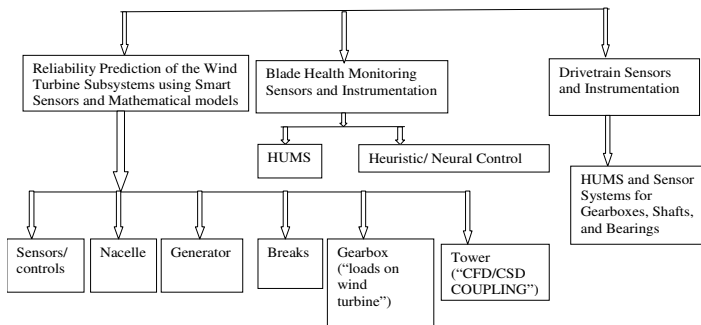 Reliability Prediction of the Wind
Turbine Subsystems using Smart
Sensors and Mathematical models
Blade Health Monitoring
Sensors and Instrumentation
Drivetrain Sensors
and Instrumentation
HUMS
Heuristic/ Neural Control
HUMS and Sensor
Systems for
Gearboxes, Shafts,
and Bearings
Sensors/
controls
Nacelle
Generator
Breaks
Gearbox
(“loads on
wind
turbine”)
Tower
(“CFD/CSD
COUPLING”)